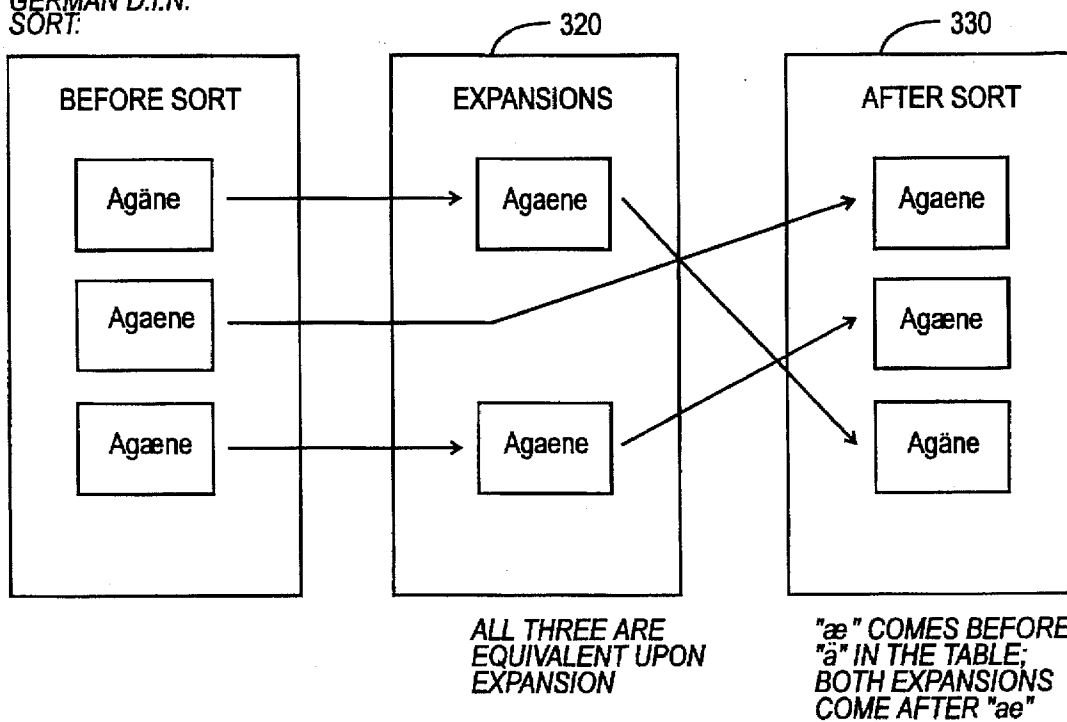 GERMAN D.I.N.
SORT:
320
330
BEFORE SORT
EXPANSIONS
AFTER SORT
Agäne
Agaene
Agaene
Agaene
Agæne
Agæne
Agaene
Agäne
ALL THREE ARE
EQUIVALENT UPON
EXPANSION
"æ" COMES BEFORE
"ä" IN THE TABLE;
BOTH EXPANSIONS
COME AFTER "ae"